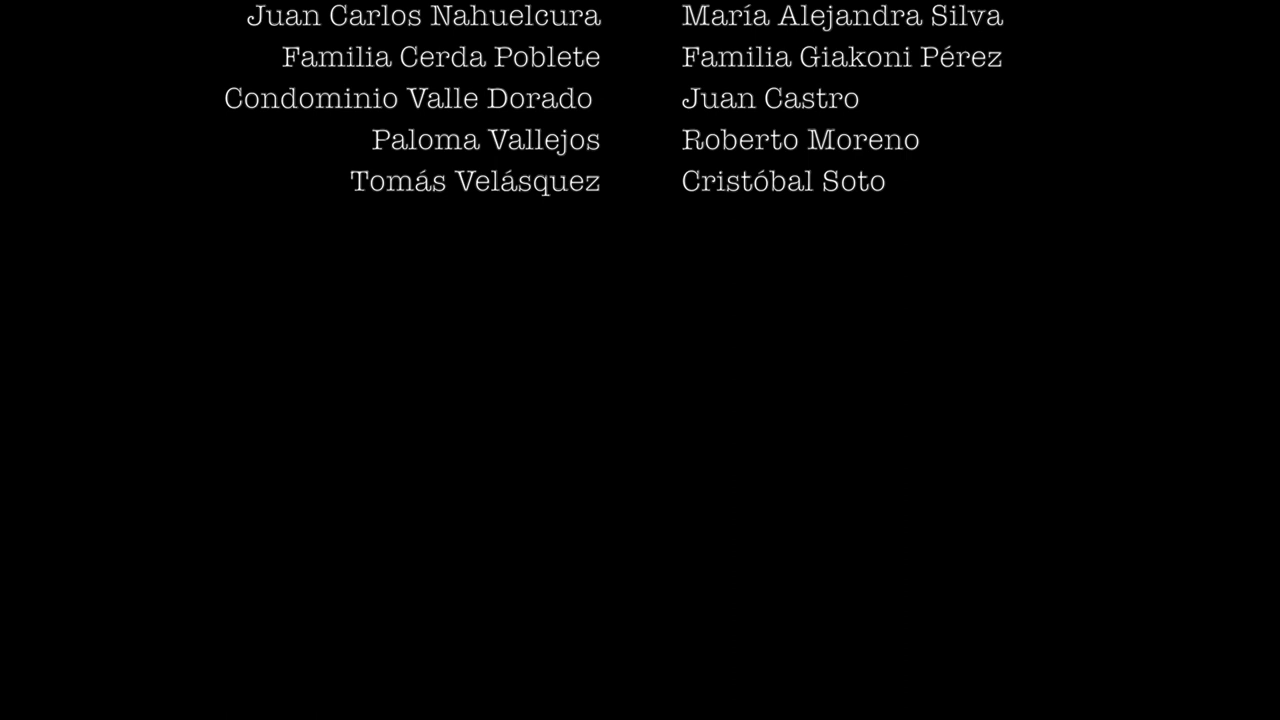 Juan Carlos Nahuelcura María Alejandra Silva
Familia Cerda Poblete Familia Giakoni Pérez
Condominio Valle Dorado Juan Castro
Paloma Vallejos Roberto Moreno
Tomás Velásquez Cristóbal Soto